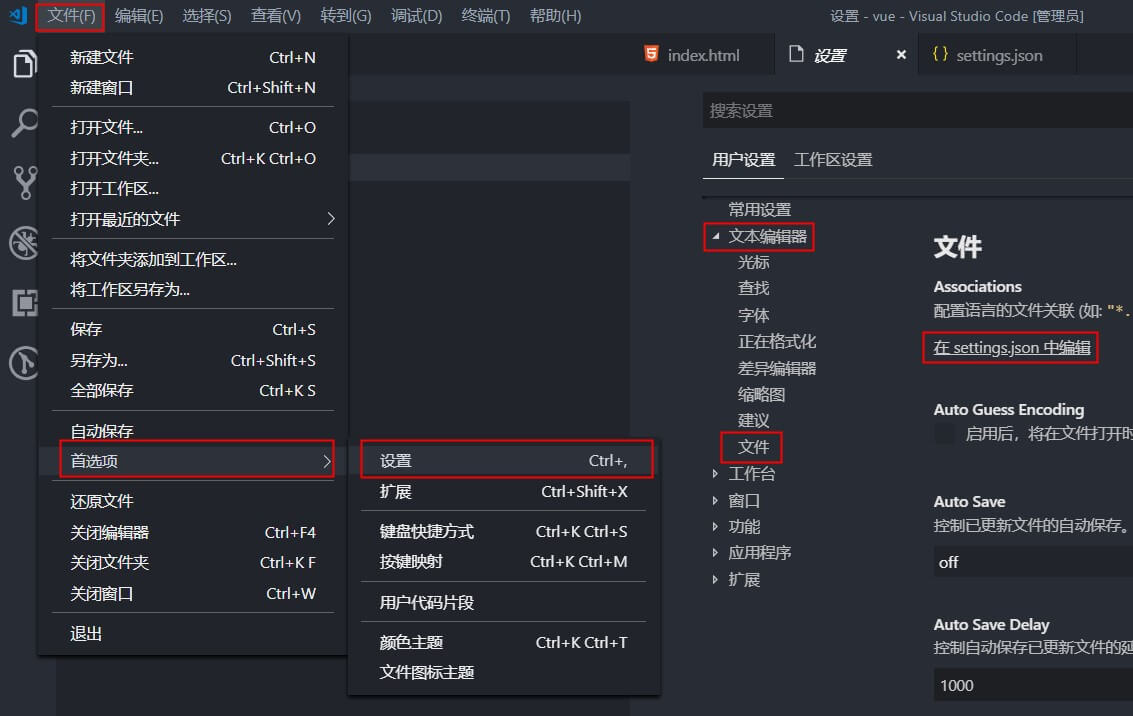 文件(F) 编辑(E) 选择(S) 查看(V) 转到(G) 调试(D) 终端(T) 帮助(H) 设置 - vue - Visual Studio Code [管理员]
新建文件 Ctrl+N
新建窗口 Ctrl+Shift+N
打开文件... Ctrl+O
打开文件夹... Ctrl+K Ctrl+O
打开工作区...
打开最近的文件
将文件夹添加到工作区...
将工作区另存为...
保存 Ctrl+S
另存为... Ctrl+Shift+S
全部保存 Ctrl+K S
自动保存
首选项
还原文件
关闭编辑器 Ctrl+F4
关闭文件夹 Ctrl+K F
关闭窗口 Ctrl+W
退出
设置 Ctrl+,
扩展 Ctrl+Shift+X
键盘快捷方式 Ctrl+K Ctrl+S
按键映射 Ctrl+K Ctrl+M
用户代码片段
颜色主题 Ctrl+K Ctrl+T
文件图标主题
index.html 设置 settings.json
搜索设置
用户设置 工作区设置
常用设置
文本编辑器
光标
查找
字体
正在格式化
差异编辑器
缩略图
建议
文件
工作台
窗口
功能
应用程序
扩展
文件
Associations
配置语言的文件关联 (如: "*.
在 settings.json 中编辑
Auto Guess Encoding
启用后，将在文件打开时
Auto Save
控制已更新文件的自动保存。
off
Auto Save Delay
控制自动保存已更新文件的延
1000